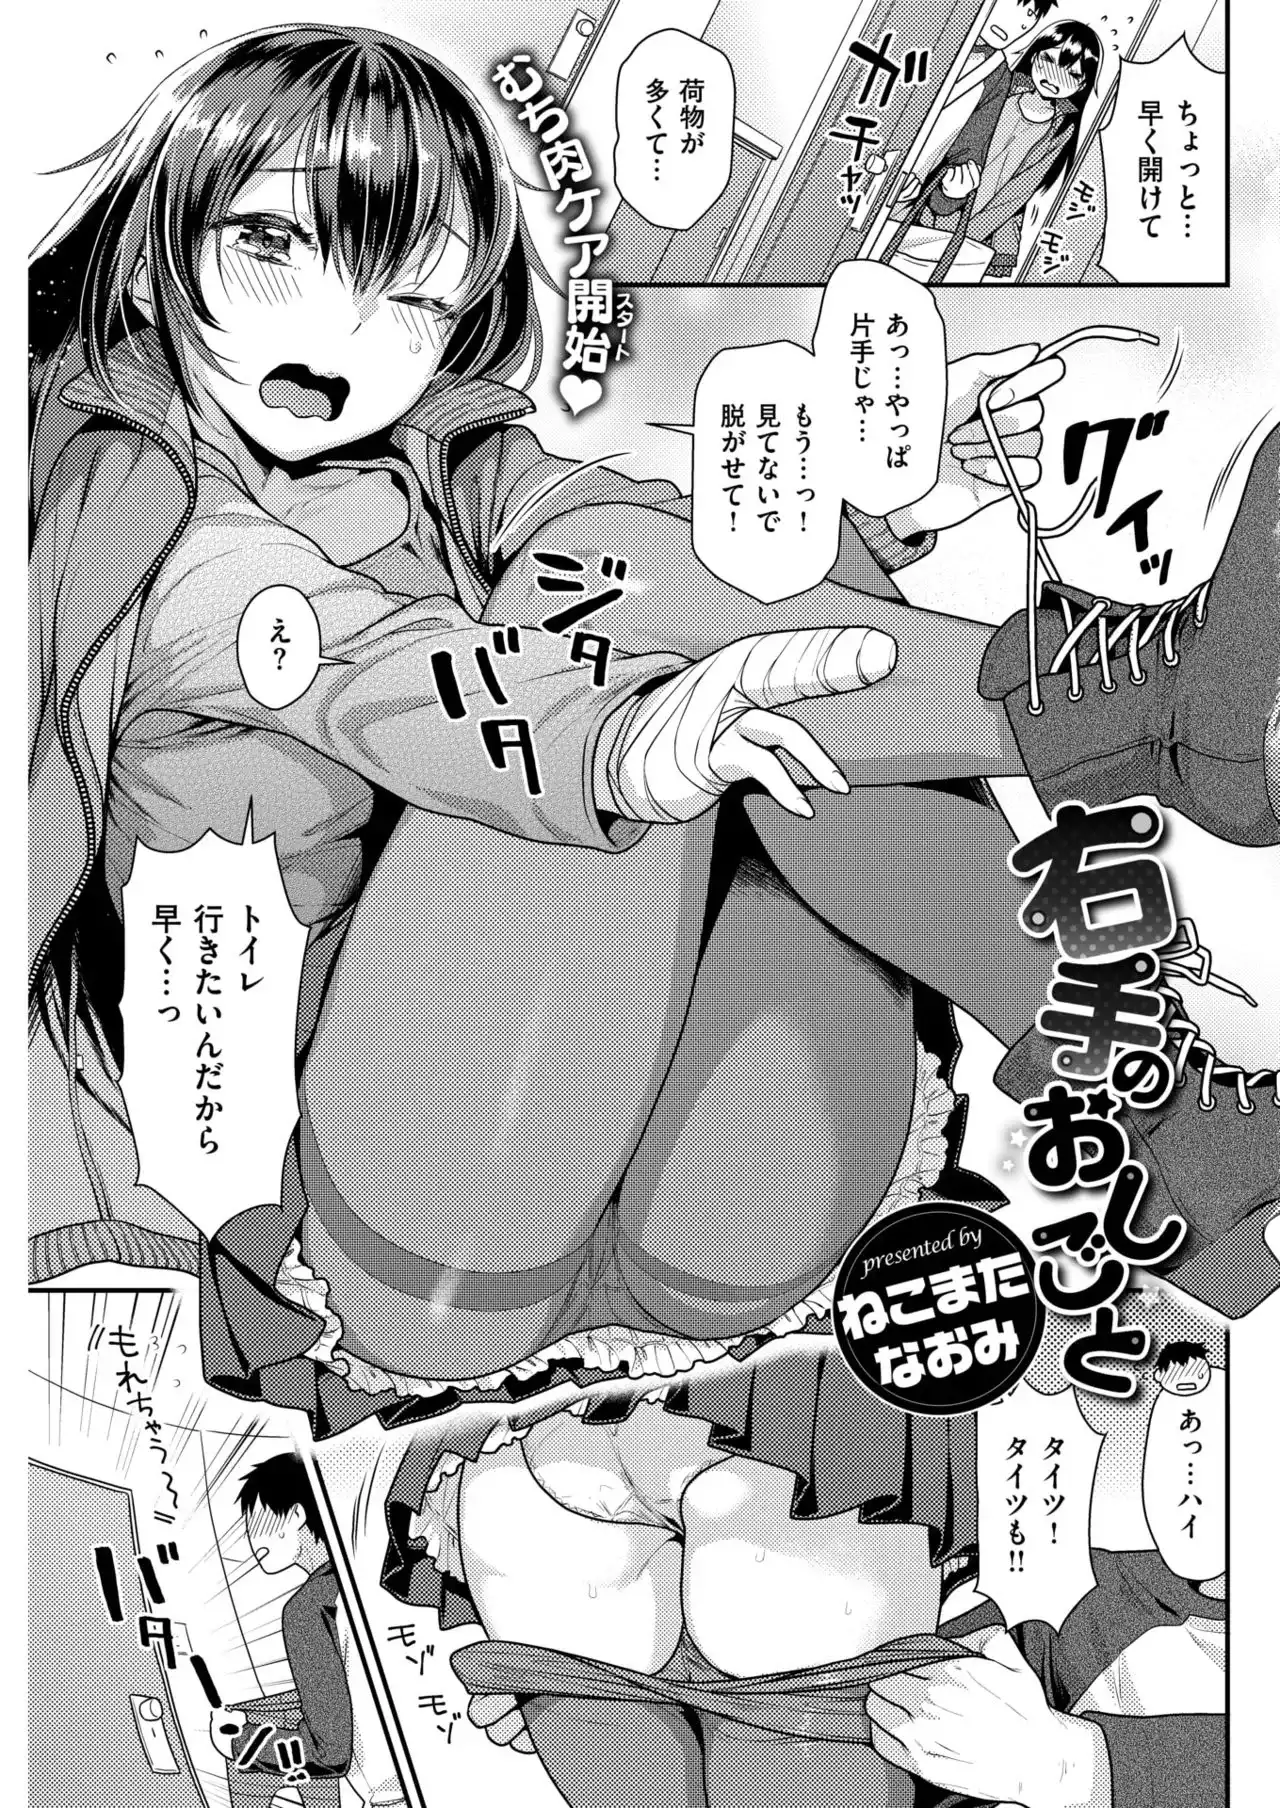 ちょっと…
早く開けて
モジ
モジ
ガチャッ
荷物が
多くて…
むち肉ケア開始♥
スタート
あっ…やっぱ
片手じゃ…
もう…っ！
見てないで
脱がせて！
グイッ
ジタ
バタ
え？
トイレ
行きたいんだから
早く…っ
右手のおしごと
presented by
ねこまた
なおみ
あっ…ハイ
タイツ！
タイツも!!
モゾ
モゾ
もれちゃう〜〜
バタンッ